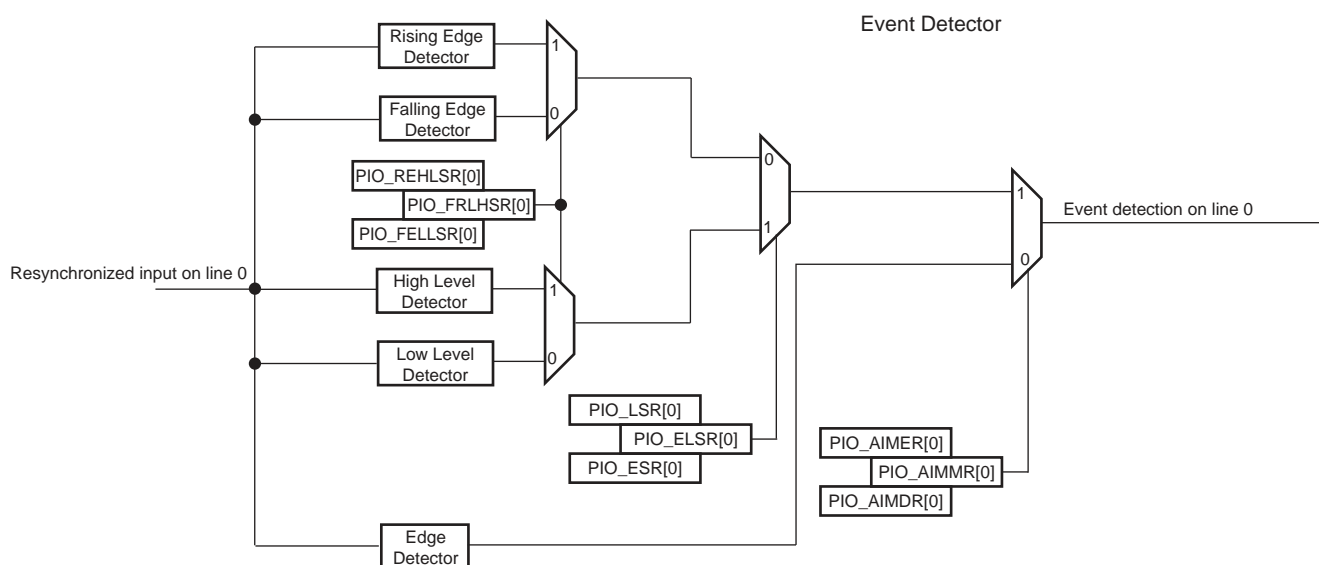 Event Detector
Rising Edge
Detector
1
Falling Edge
Detector
0
0
PIO_REHLSR[0]
PIO_FRLHSR[0]
PIO_FELLSR[0]
1
1
Event detection on line 0
Resynchronized input on line 0
High Level
Detector
1
0
Low Level
Detector
0
PIO_LSR[0]
PIO_ELSR[0]
PIO_ESR[0]
PIO_AIMER[0]
PIO_AIMMR[0]
PIO_AIMDR[0]
Edge
Detector